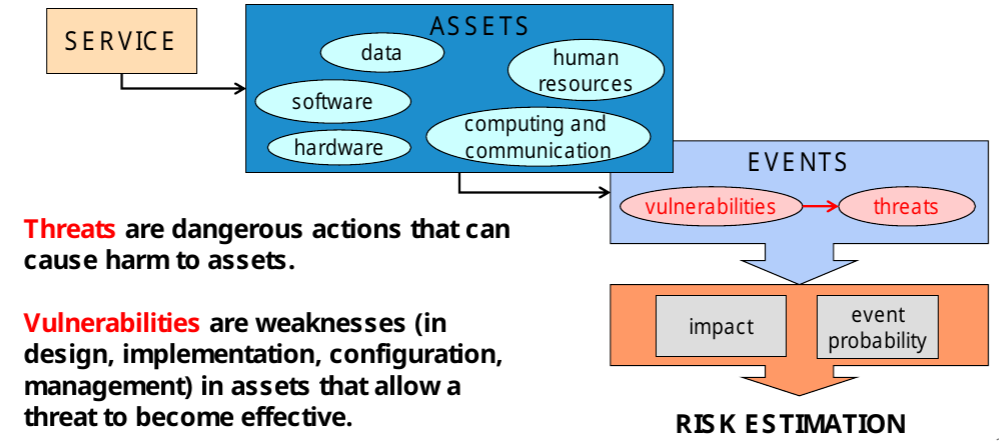 SERVICE
ASSETS
data
human
resources
software
computing and
communication
hardware
EVENTS
vulnerabilities
threats
Threats are dangerous actions that can
cause harm to assets.
Vulnerabilities are weaknesses (in
design, implementation, configuration,
management) in assets that allow a
threat to become effective.
impact
event
probability
RISK ESTIMATION